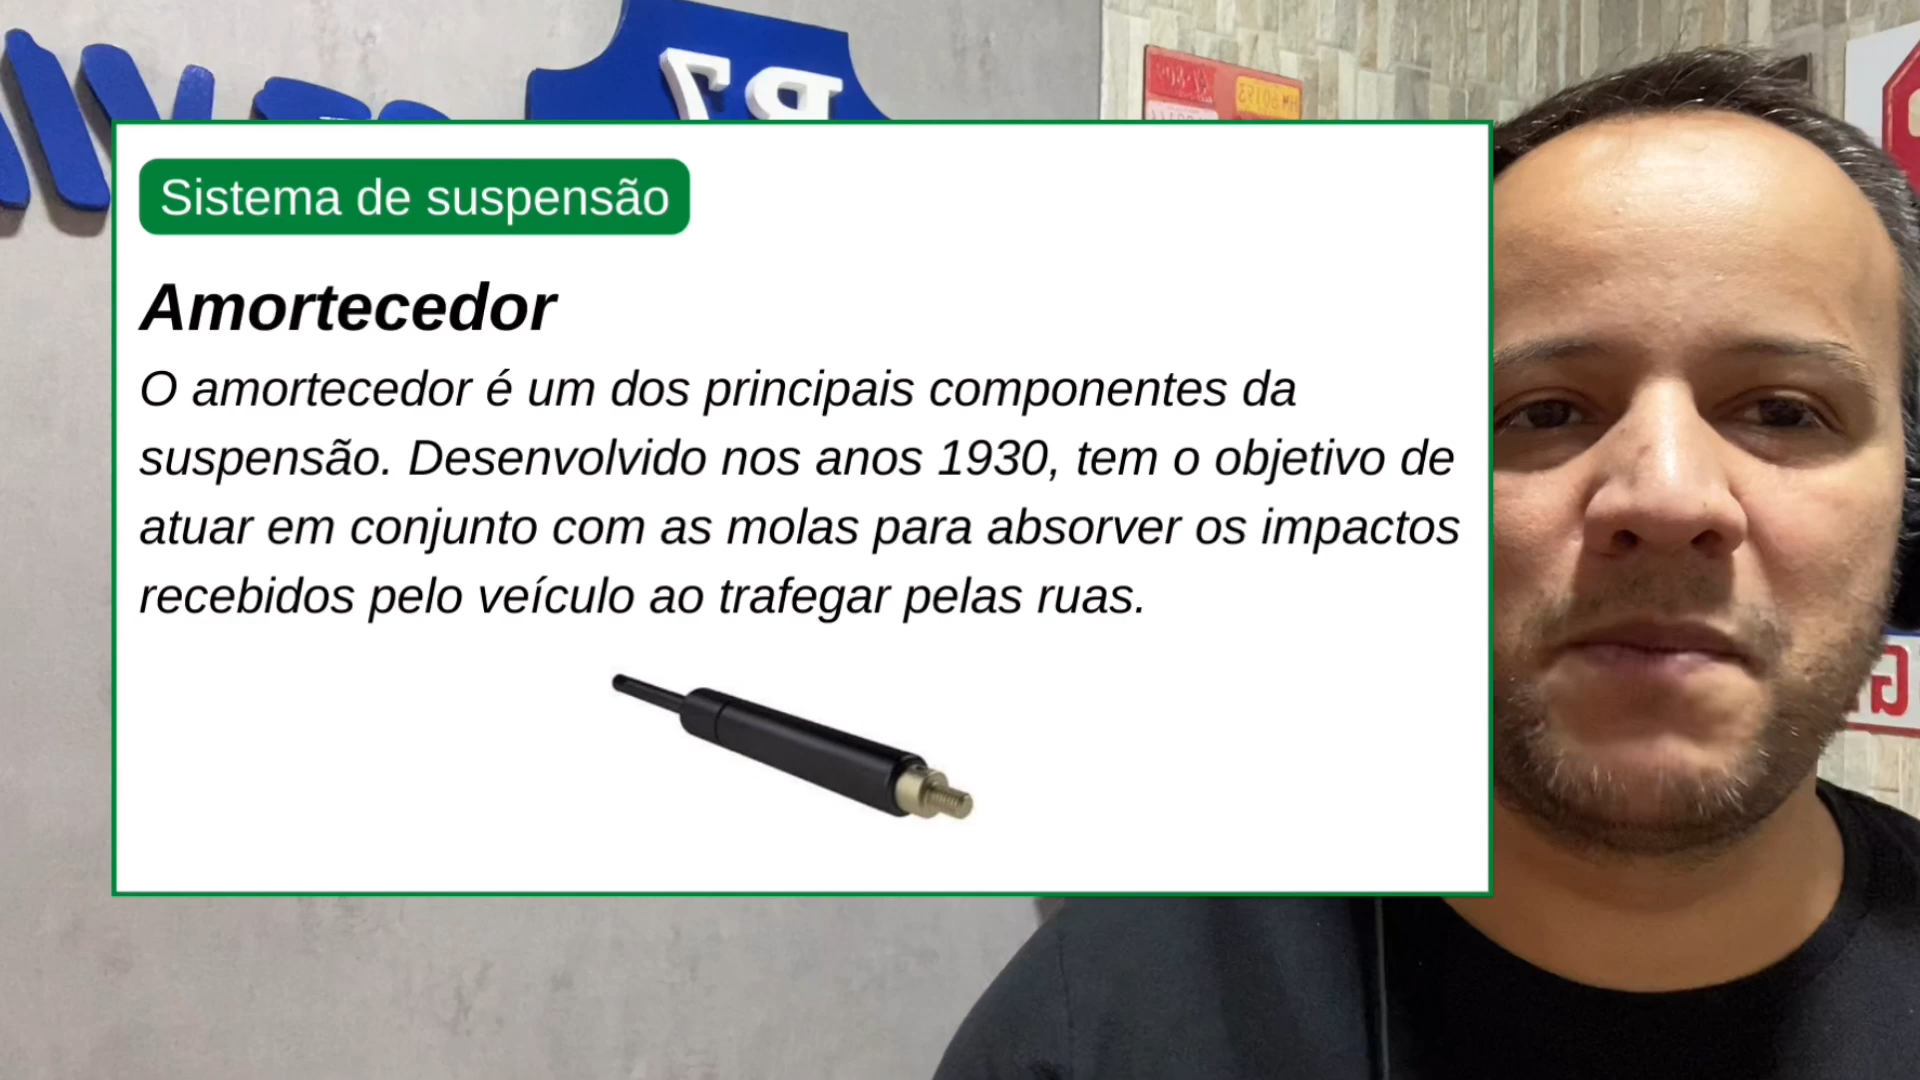 B7
Sistema de suspensão
Amortecedor
O amortecedor é um dos principais componentes da
suspensão. Desenvolvido nos anos 1930, tem o objetivo de
atuar em conjunto com as molas para absorver os impactos
recebidos pelo veículo ao trafegar pelas ruas.